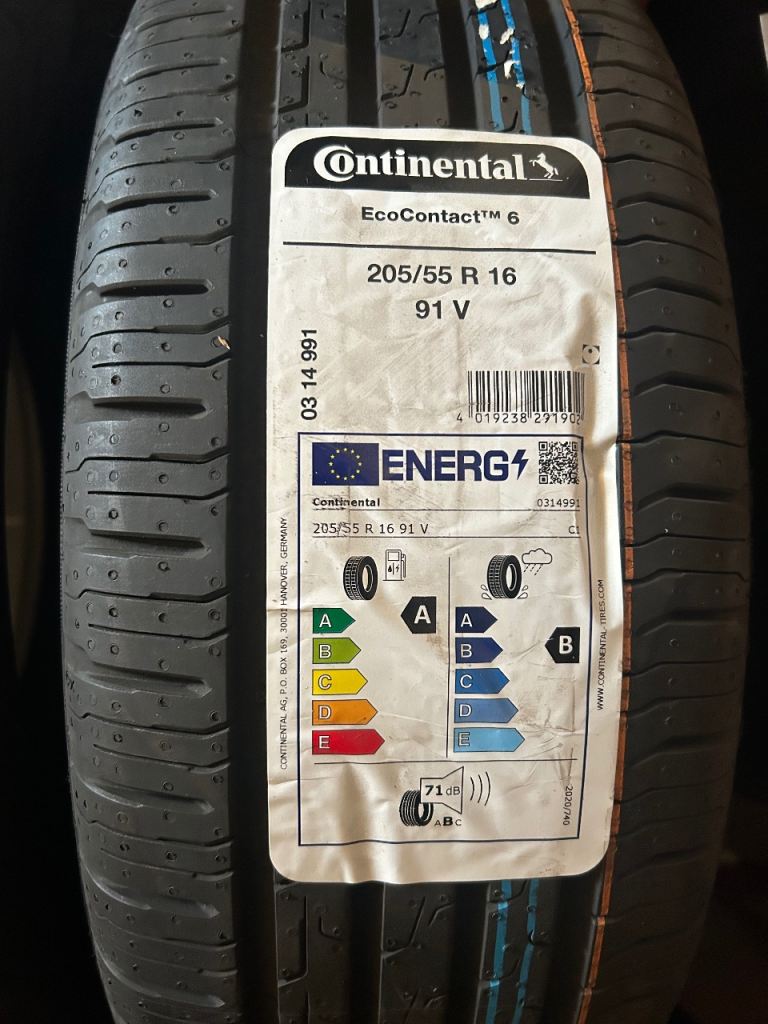 Continental
EcoContact™ 6
205/55 R 16
91 V
03 14 991
4 019238 291902
ENERG
Continental
0314991
205/55 R 16 91 V
C1
A
B
C
D
E
A
A
B
C
D
E
B
71 dB
ABC
2020/740
CONTINENTAL AG, P.O. BOX 169, 30001 HANOVER, GERMANY
WWW.CONTINENTAL-TIRES.COM